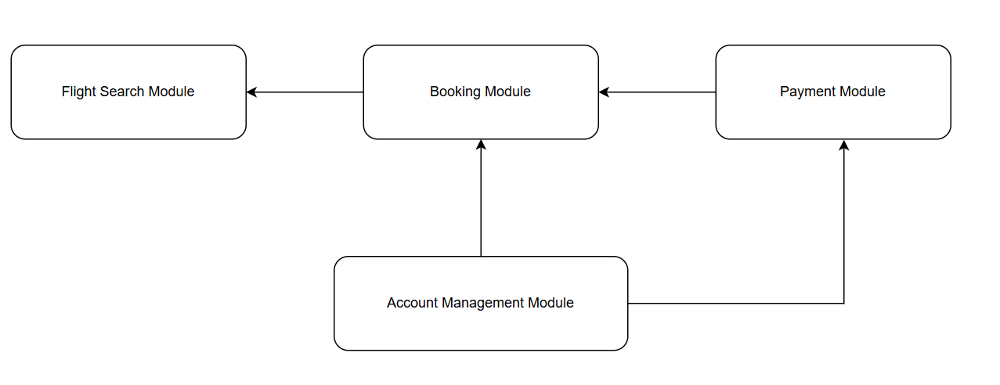 Flight Search Module
Booking Module
Payment Module
Account Management Module